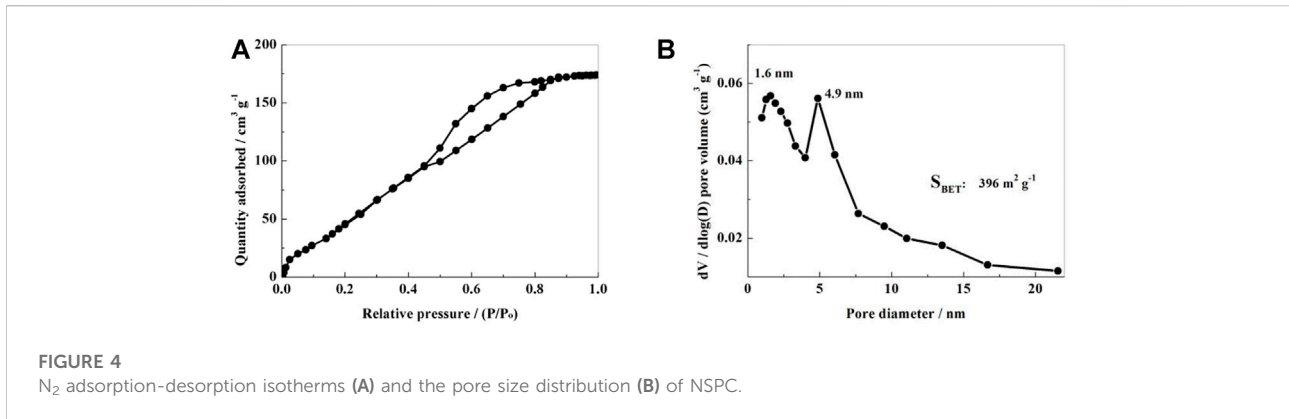 A
200
150
100
50
0
0.0 0.2 0.4 0.6 0.8 1.0
Quantity adsorbed / cm³ g⁻¹
Relative pressure / (P/P₀)
B
0.06
0.04
0.02
0 5 10 15 20
dV / dlog(D) pore volume (cm³ g⁻¹)
Pore diameter / nm
1.6 nm
4.9 nm
S_BET: 396 m² g⁻¹
FIGURE 4
N₂ adsorption-desorption isotherms (A) and the pore size distribution (B) of NSPC.